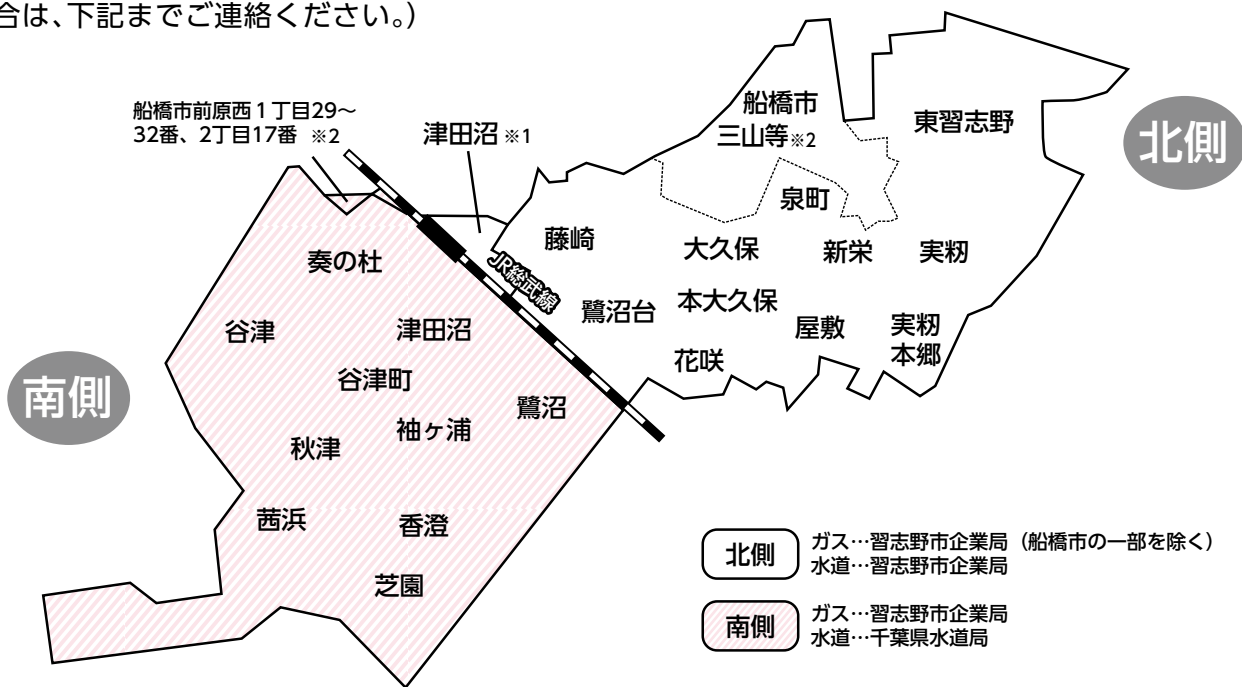 合は、下記までご連絡ください。）
船橋市前原西１丁目29〜
32番、2丁目17番 ※2
津田沼 ※1
船橋市
三山等※2
東習志野
北側
泉町
藤崎
大久保
新栄
実籾
奏の杜
JR総武線
鷺沼台
本大久保
谷津
津田沼
屋敷
実籾
本郷
花咲
南側
谷津町
鷺沼
袖ヶ浦
秋津
茜浜
香澄
芝園
北側
ガス…習志野市企業局（船橋市の一部を除く）
水道…習志野市企業局
南側
ガス…習志野市企業局
水道…千葉県水道局